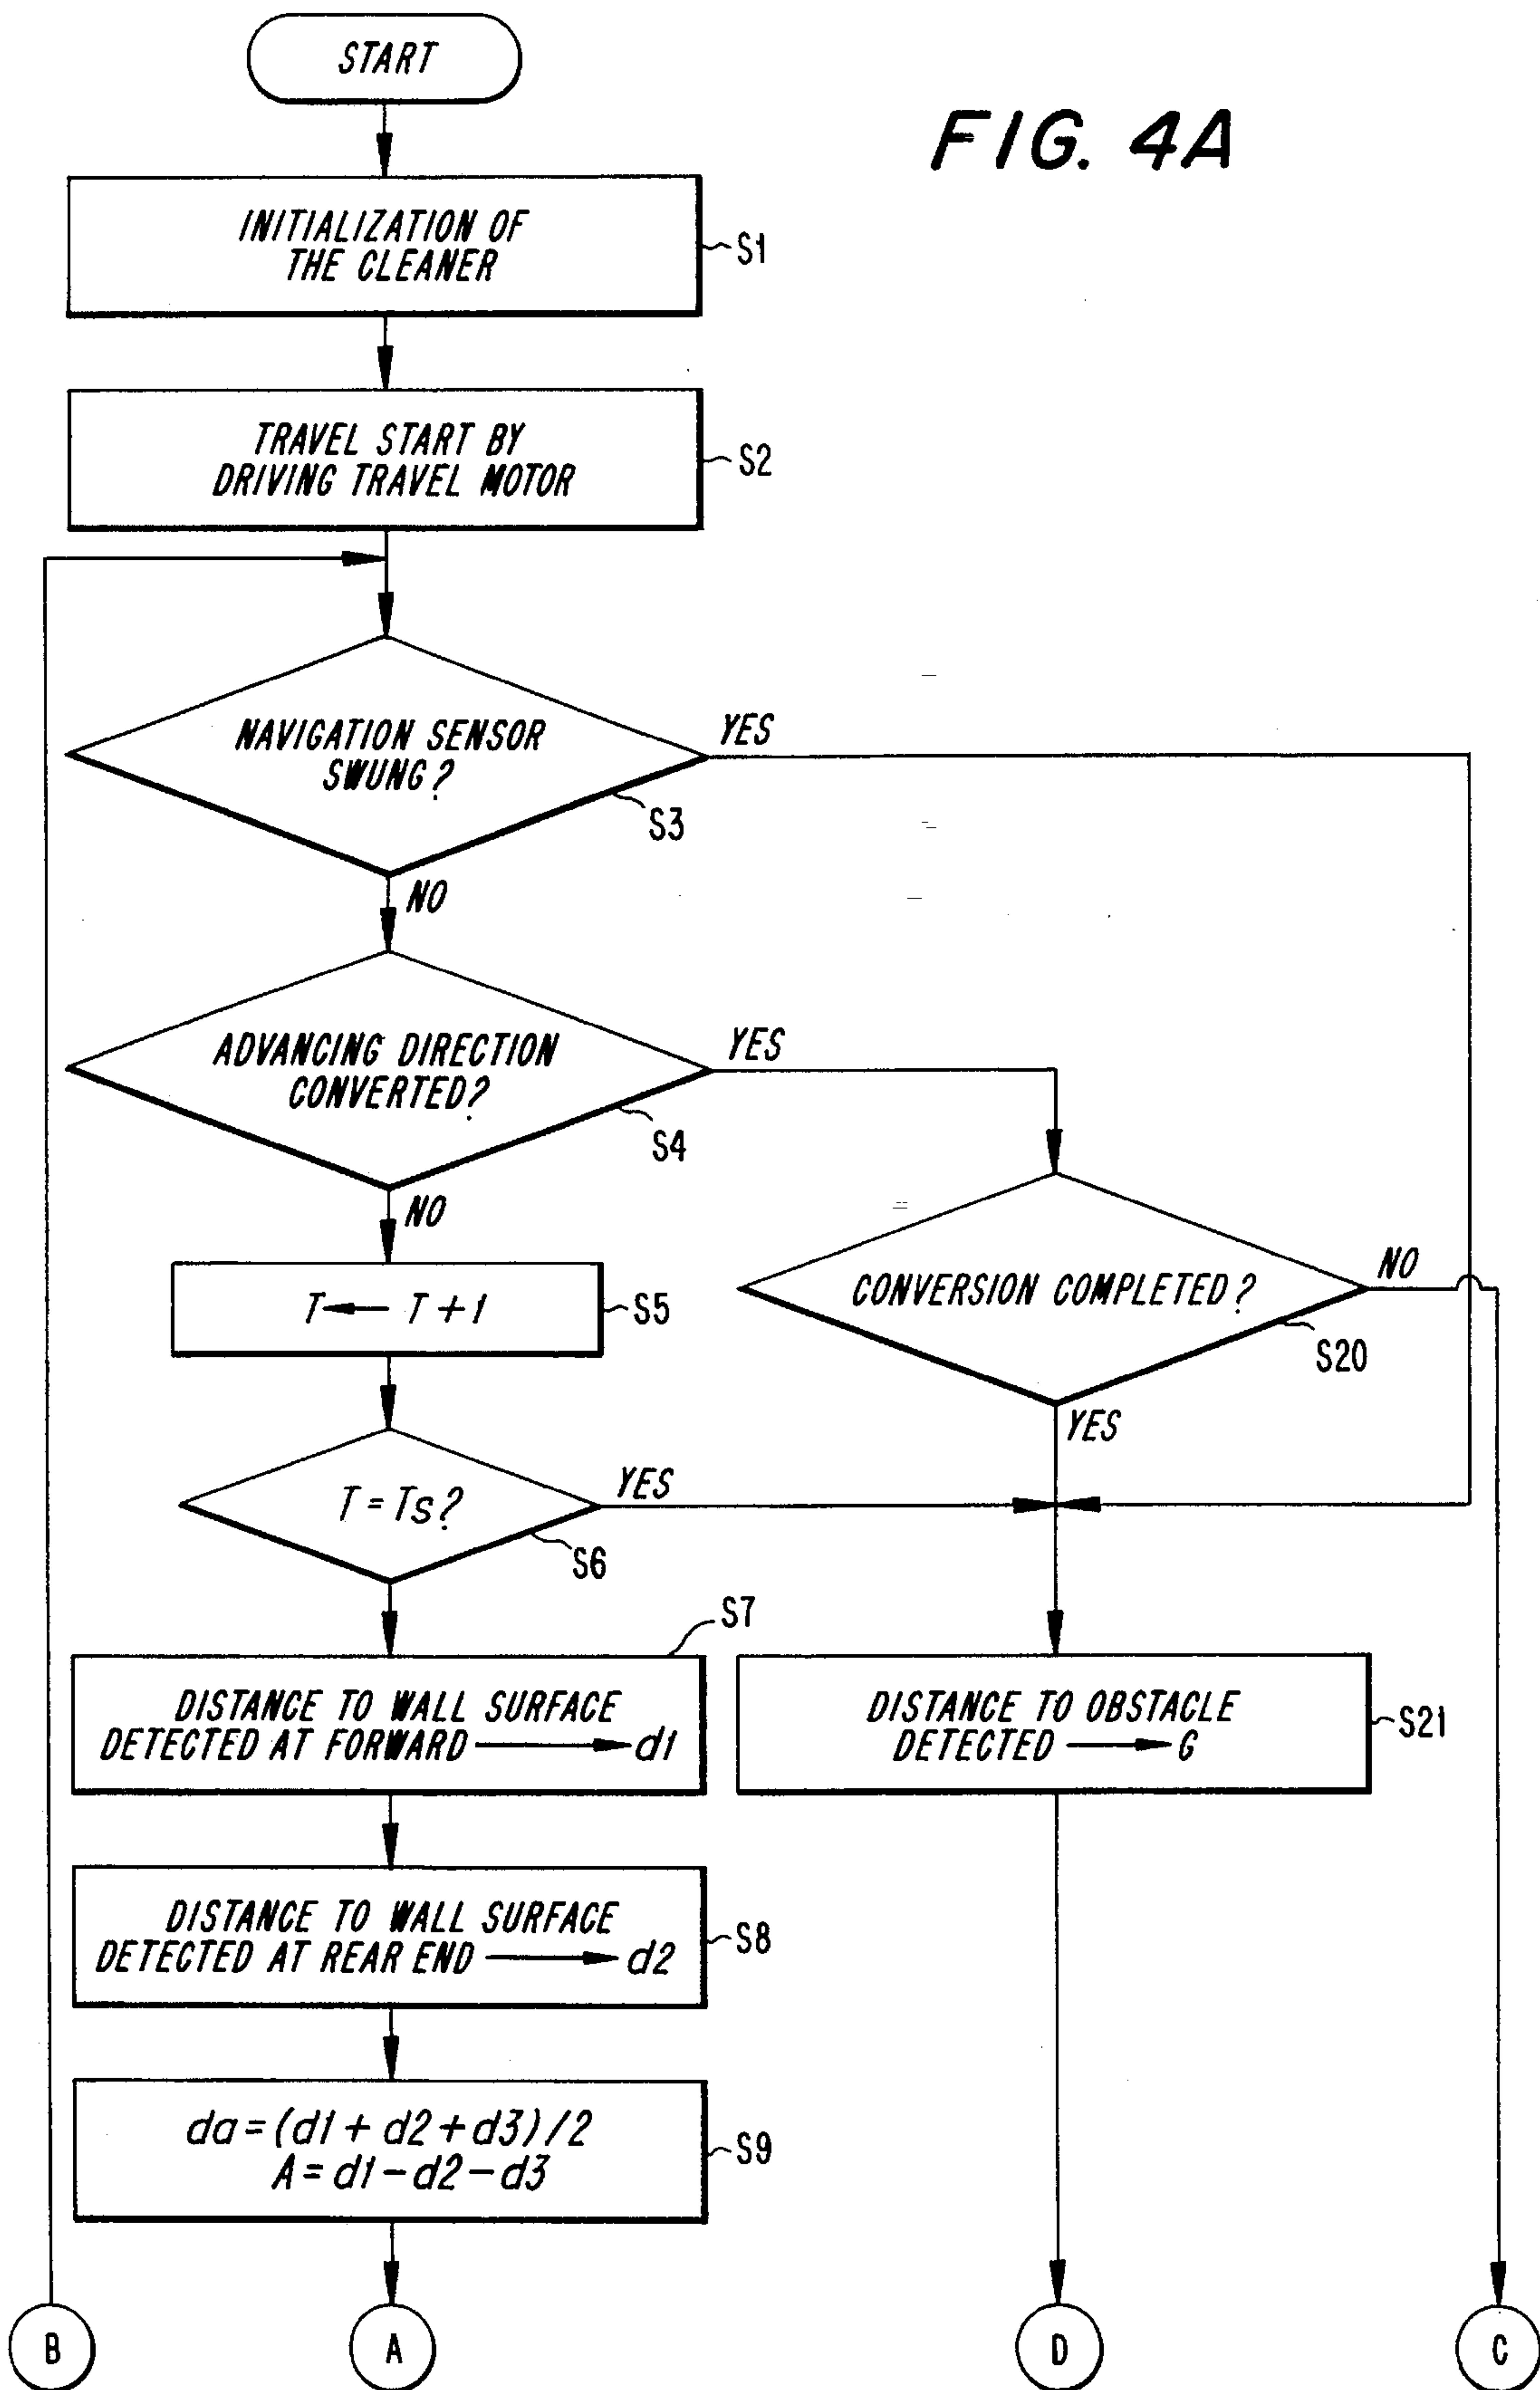 START
FIG. 4A
INITIALIZATION OF
THE CLEANER
S1
TRAVEL START BY
DRIVING TRAVEL MOTOR
S2
NAVIGATION SENSOR
SWUNG?
YES
S3
NO
ADVANCING DIRECTION
CONVERTED?
YES
S4
NO
T ← T+1
S5
CONVERSION COMPLETED?
NO
S20
YES
T=Ts?
YES
S6
S7
DISTANCE TO WALL SURFACE
DETECTED AT FORWARD → d1
DISTANCE TO OBSTACLE
DETECTED → G
S21
DISTANCE TO WALL SURFACE
DETECTED AT REAR END → d2
S8
da=(d1+d2+d3)/2
A=d1-d2-d3
S9
B
A
D
C